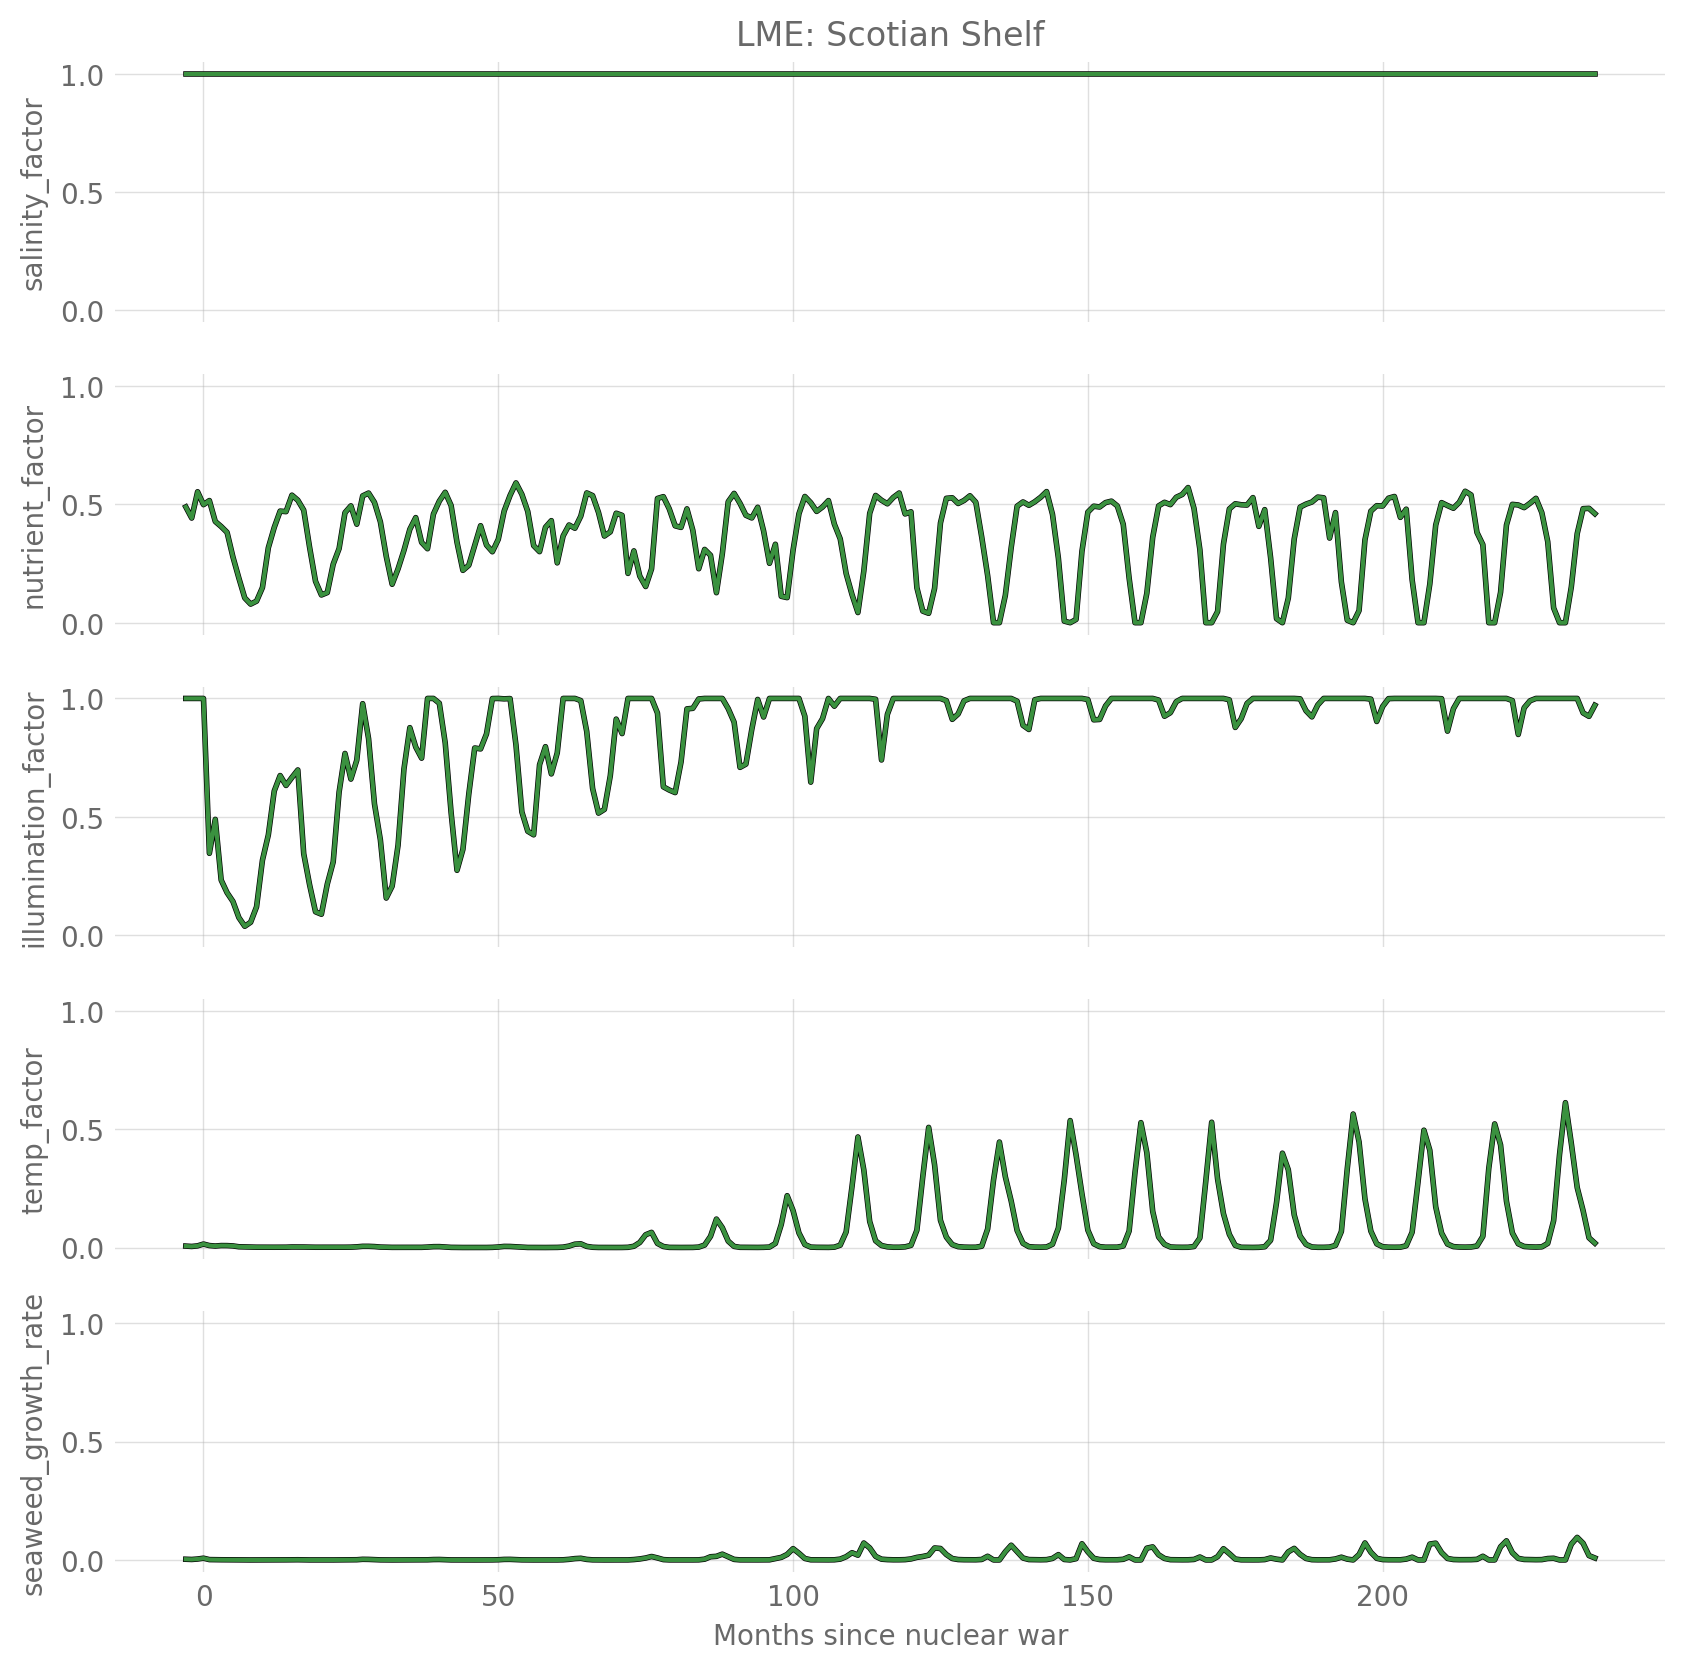 LME: Scotian Shelf
1.0
0.5
0.0
salinity_factor
1.0
0.5
0.0
nutrient_factor
1.0
0.5
0.0
illumination_factor
1.0
0.5
0.0
temp_factor
1.0
0.5
0.0
seaweed_growth_rate
0 50 100 150 200
Months since nuclear war